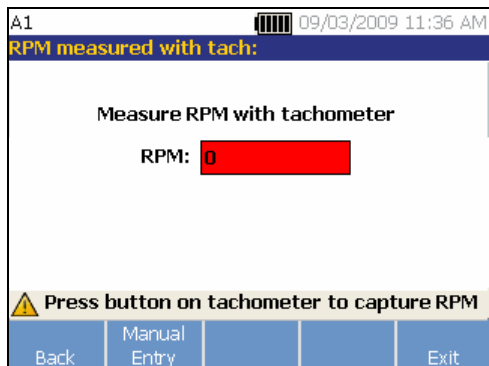 A1 09/03/2009 11:36 AM
RPM measured with tach:
Measure RPM with tachometer
RPM: 0
Press button on tachometer to capture RPM
Back Manual Entry Exit